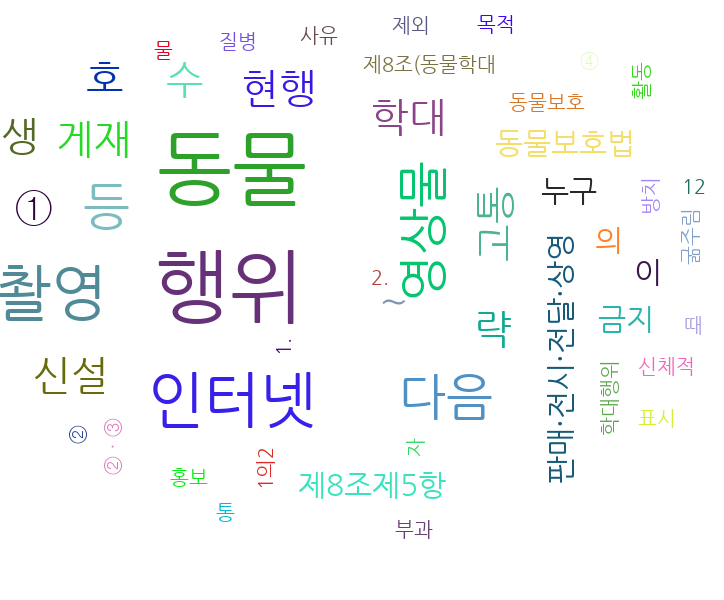 목적
제외
사유
질병
물
제8조(동물학대
④
활동
호
수
현행
학대
동물보호
동물보호법
생
게재
동물
영상물
고통
누구
방치
12
①
등
의
굶주림
촬영
행위
2.
~
략
판매·전시·전달·상영
이
금지
때
1.
신설
인터넷
다음
학대행위
신체적
표시
②
②·③
자
홍보
1의2
제8조제5항
통
부과